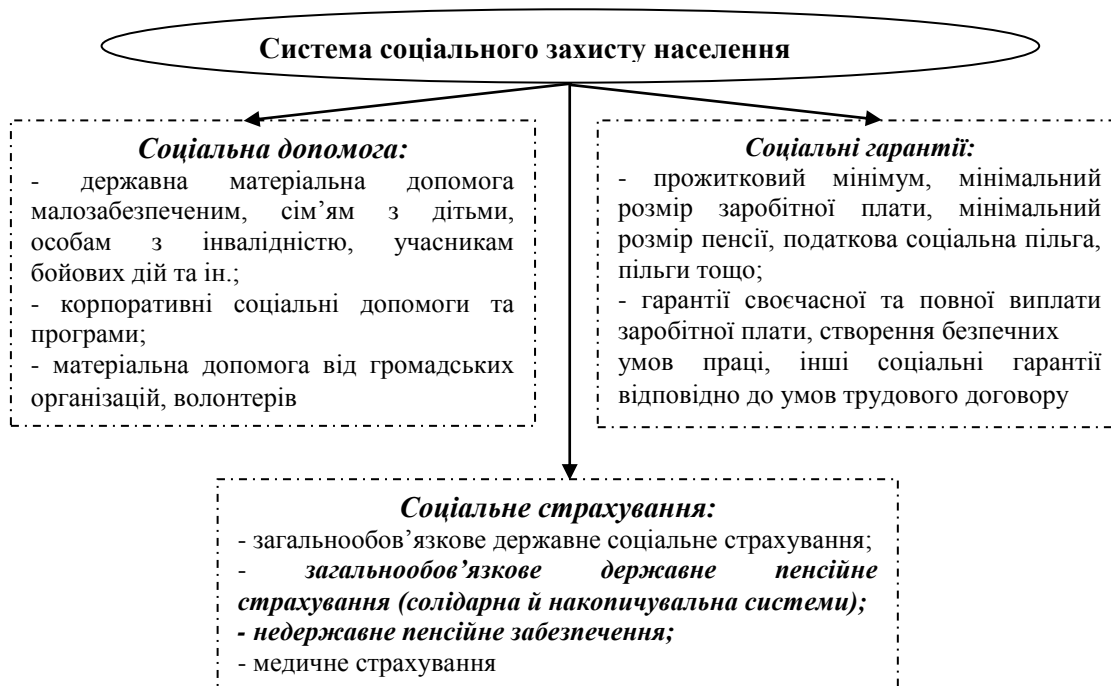 Система соціального захисту населення
Соціальна допомога:
- державна матеріальна допомога
малозабезпеченим, сім’ям з дітьми,
особам з інвалідністю, учасникам
бойових дій та ін.;
- корпоративні соціальні допомоги та
програми;
- матеріальна допомога від громадських
організацій, волонтерів
Соціальні гарантії:
- прожитковий мінімум, мінімальний
розмір заробітної плати, мінімальний
розмір пенсії, податкова соціальна пільга,
пільги тощо;
- гарантії своєчасної та повної виплати
заробітної плати, створення безпечних
умов праці, інші соціальні гарантії
відповідно до умов трудового договору
Соціальне страхування:
- загальнообов’язкове державне соціальне страхування;
- загальнообов’язкове державне пенсійне
страхування (солідарна й накопичувальна системи);
- недержавне пенсійне забезпечення;
- медичне страхування